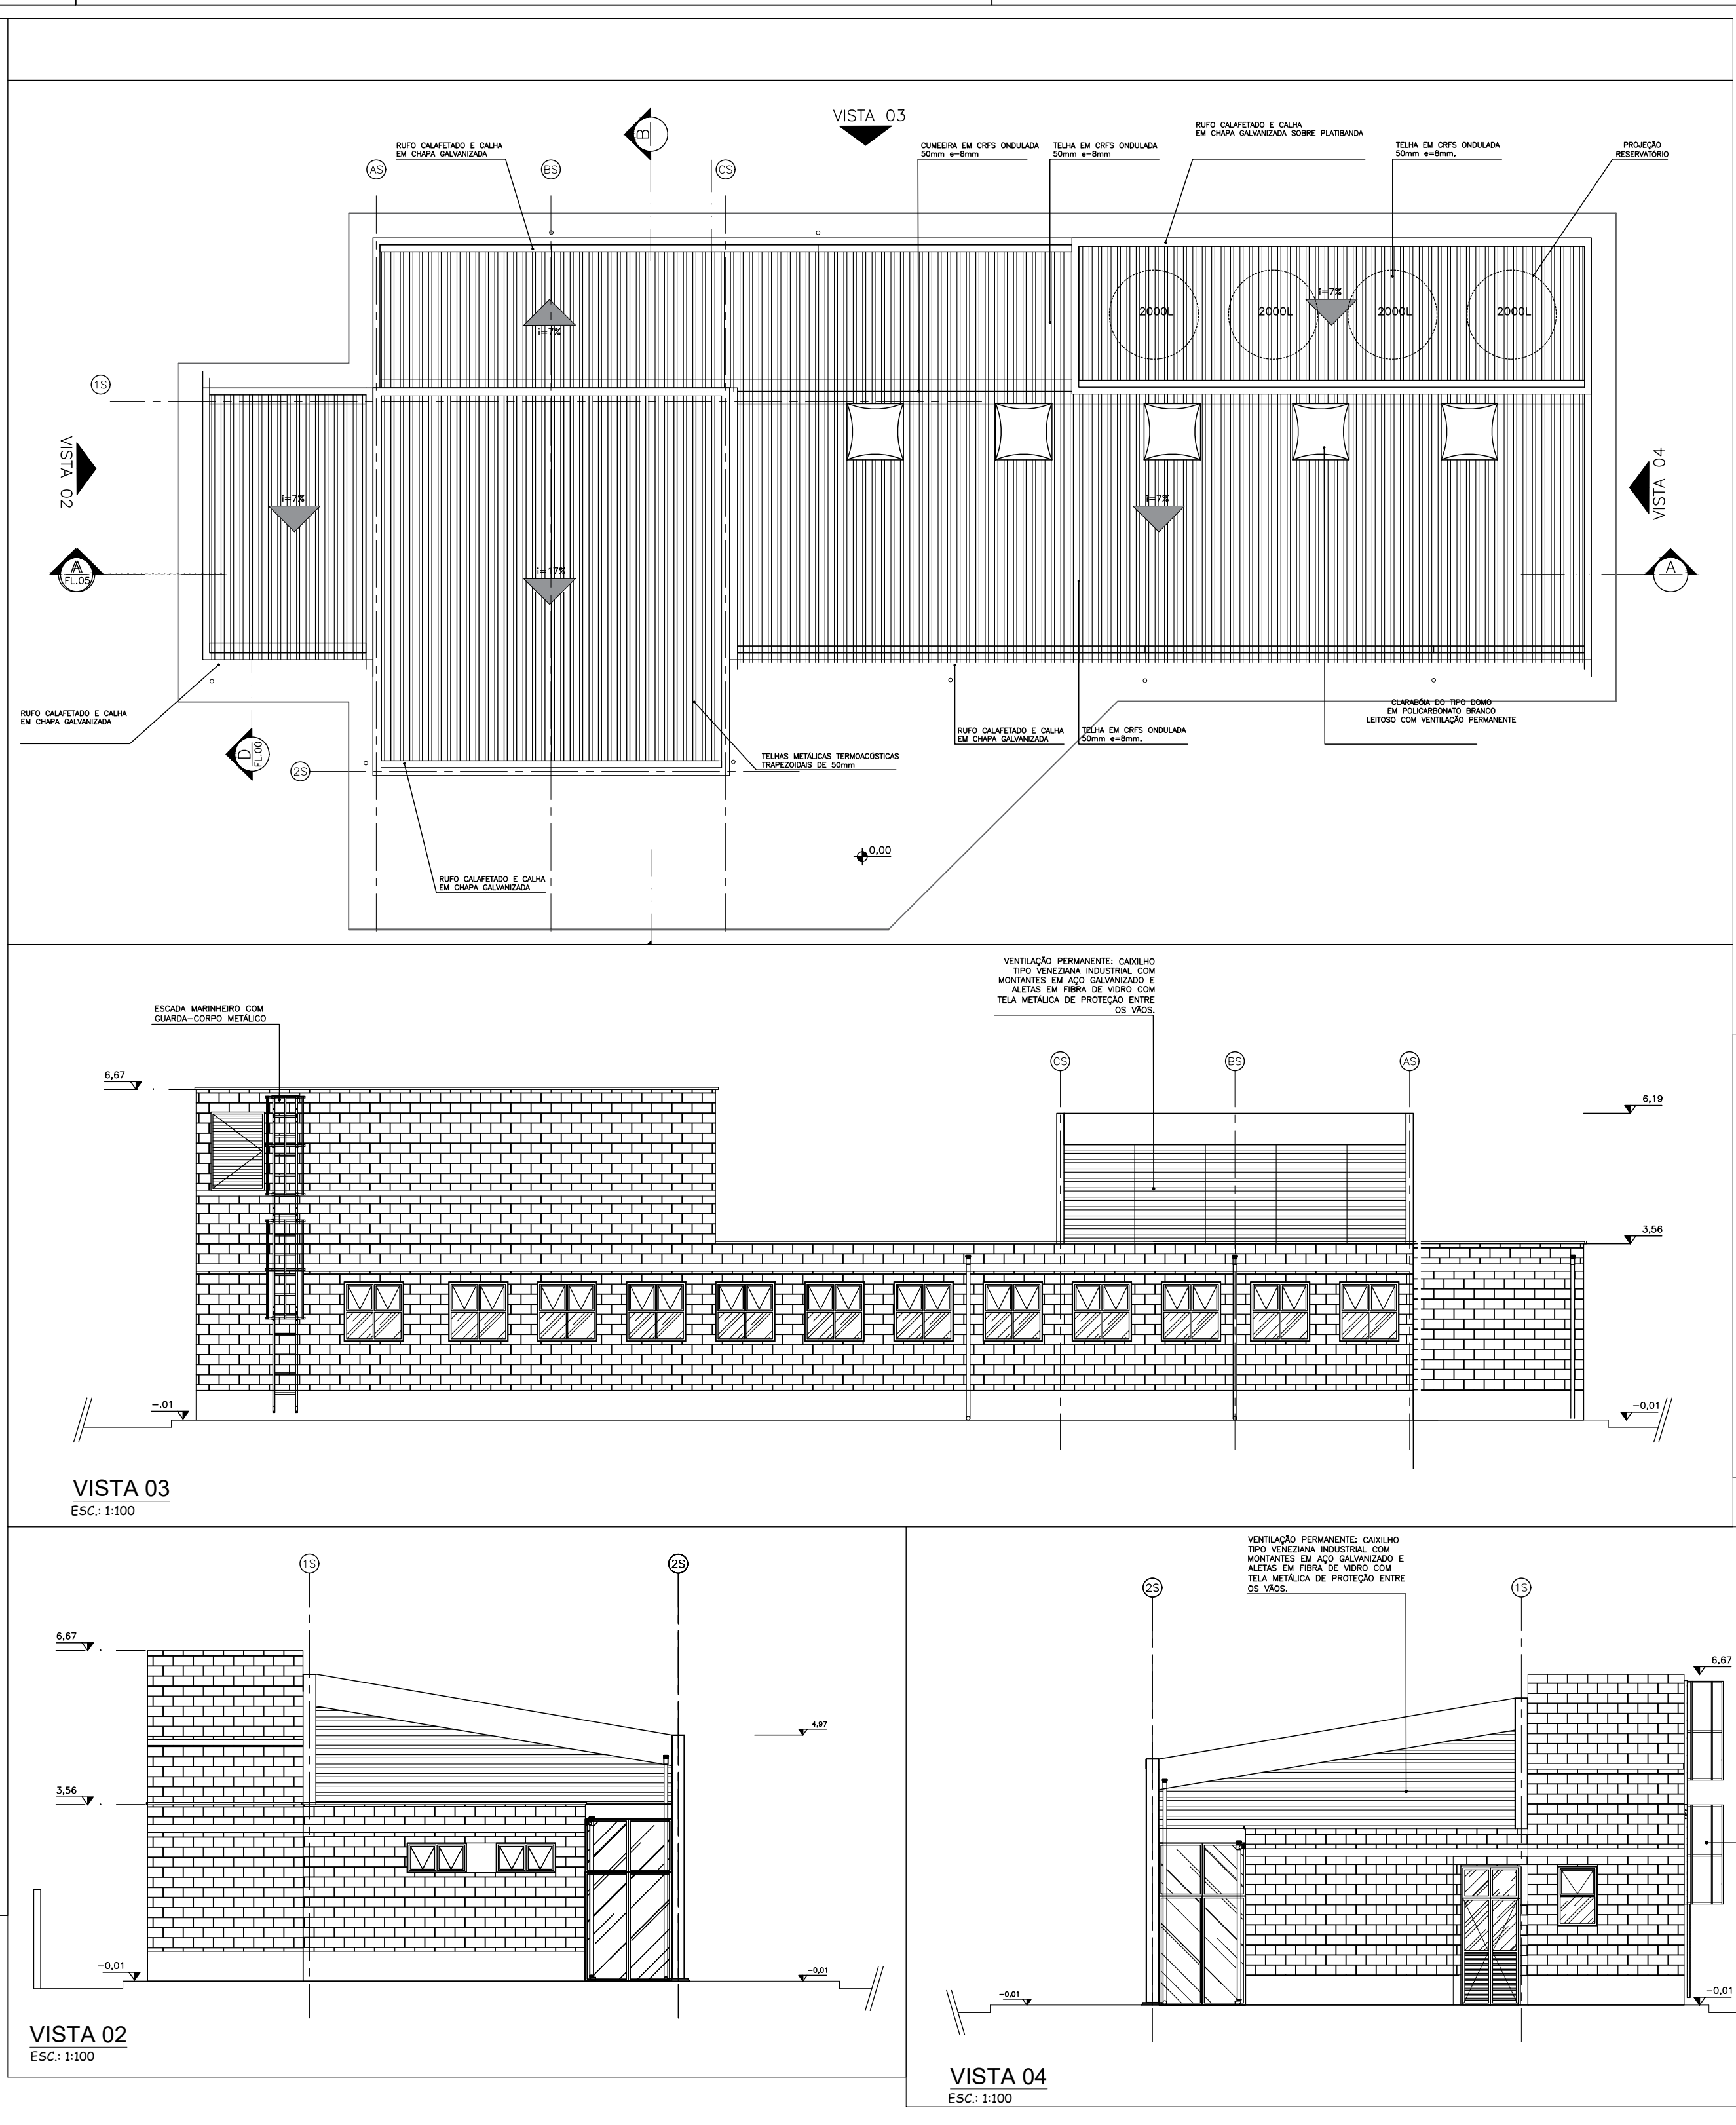 VISTA 03
RUFO CALAFETADO E CALHA
EM CHAPA GALVANIZADA
B
CUMEEIRA EM CRFS ONDULADA
50mm e=8mm
TELHA EM CRFS ONDULADA
50mm e=8mm
RUFO CALAFETADO E CALHA
EM CHAPA GALVANIZADA SOBRE PLATIBANDA
TELHA EM CRFS ONDULADA
50mm e=8mm,
PROJEÇÃO
RESERVATÓRIO
AS
BS
CS
i=7%
2000L
2000L
i=7%
2000L
2000L
1S
VISTA 02
i=7%
i=7%
VISTA 04
A
FL.05
i=17%
A
RUFO CALAFETADO E CALHA
EM CHAPA GALVANIZADA
D
FL.00
2S
TELHAS METÁLICAS TERMOACÚSTICAS
TRAPEZOIDAIS DE 50mm
RUFO CALAFETADO E CALHA
EM CHAPA GALVANIZADA
TELHA EM CRFS ONDULADA
50mm e=8mm,
CLARABÓIA DO TIPO DOMO
EM POLICARBONATO BRANCO
LEITOSO COM VENTILAÇÃO PERMANENTE
0,00
RUFO CALAFETADO E CALHA
EM CHAPA GALVANIZADA
VENTILAÇÃO PERMANENTE: CAIXILHO
TIPO VENEZIANA INDUSTRIAL COM
MONTANTES EM AÇO GALVANIZADO E
ALETAS EM FIBRA DE VIDRO COM
TELA METÁLICA DE PROTEÇÃO ENTRE
OS VÃOS.
ESCADA MARINHEIRO COM
GUARDA-CORPO METÁLICO
CS
BS
AS
6,67
6,19
3,56
-.01
-0,01
VISTA 03
ESC.: 1:100
1S
2S
6,67
4,97
3,56
-0,01
-0,01
VISTA 02
ESC.: 1:100
VENTILAÇÃO PERMANENTE: CAIXILHO
TIPO VENEZIANA INDUSTRIAL COM
MONTANTES EM AÇO GALVANIZADO E
ALETAS EM FIBRA DE VIDRO COM
TELA METÁLICA DE PROTEÇÃO ENTRE
OS VÃOS.
2S
1S
6,67
-0,01
-0,01
VISTA 04
ESC.: 1:100